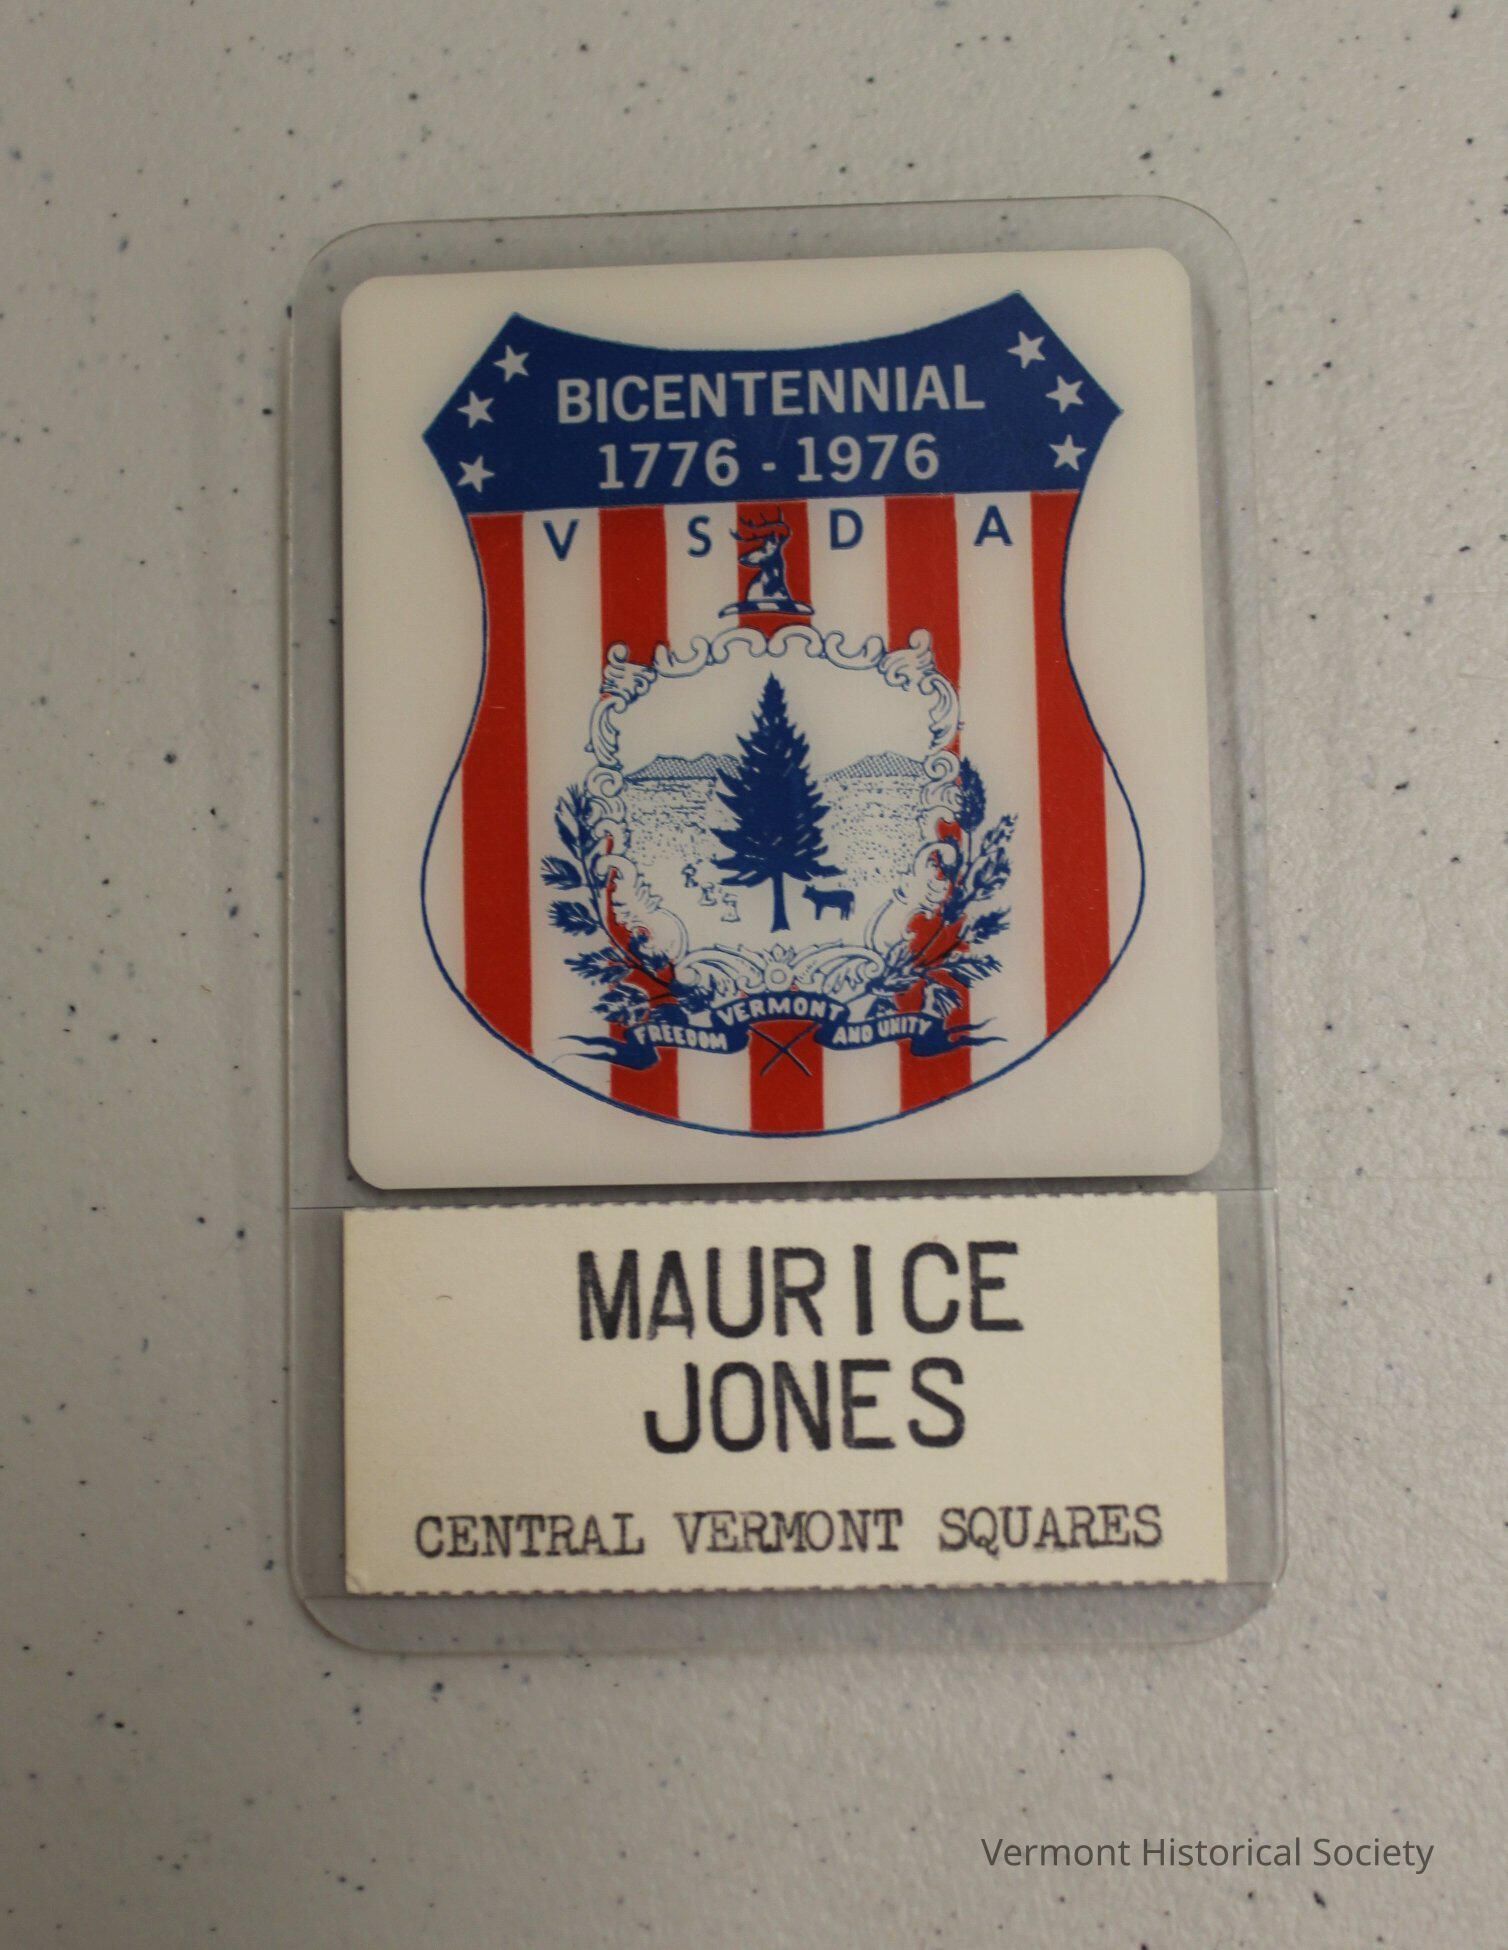 BICENTENNIAL
1776 - 1976
V S D A
VERMONT
FREEDOM AND UNITY
MAURICE
JONES
CENTRAL VERMONT SQUARES
Vermont Historical Society